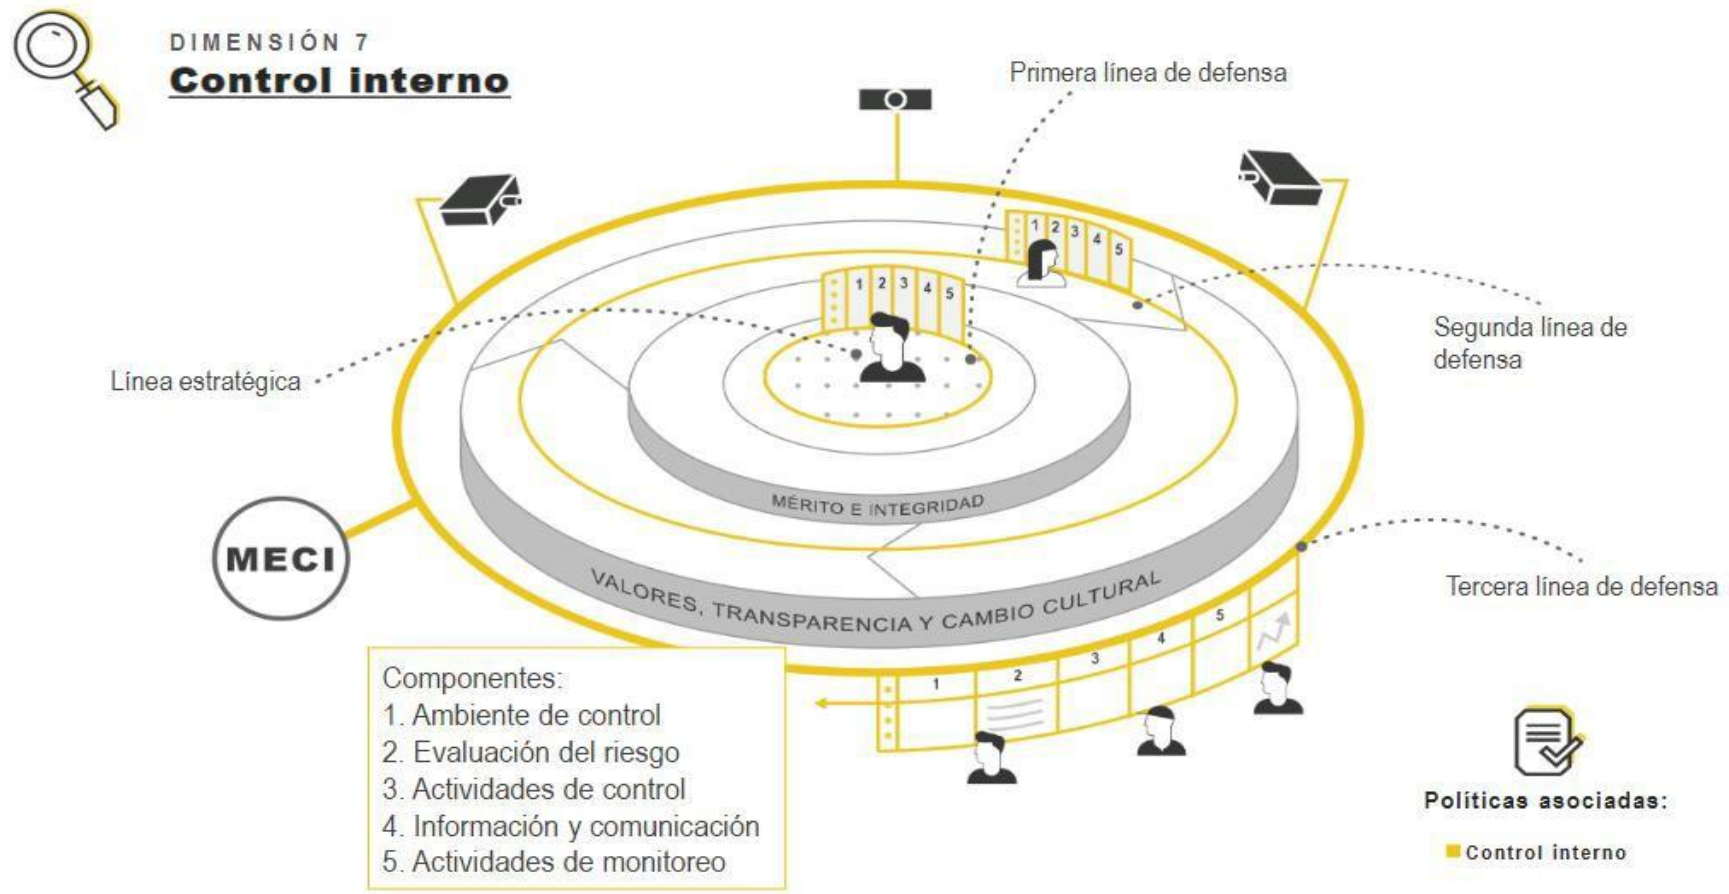 DIMENSIÓN 7
Control interno
Primera línea de defensa
1 2 3 4 5
1 2 3 4 5
Segunda línea de
defensa
Línea estratégica
MÉRITO E INTEGRIDAD
MECI
VALORES, TRANSPARENCIA Y CAMBIO CULTURAL
Tercera línea de defensa
1 2 3 4 5
Componentes:
1. Ambiente de control
2. Evaluación del riesgo
3. Actividades de control
4. Información y comunicación
5. Actividades de monitoreo
Políticas asociadas:
Control interno